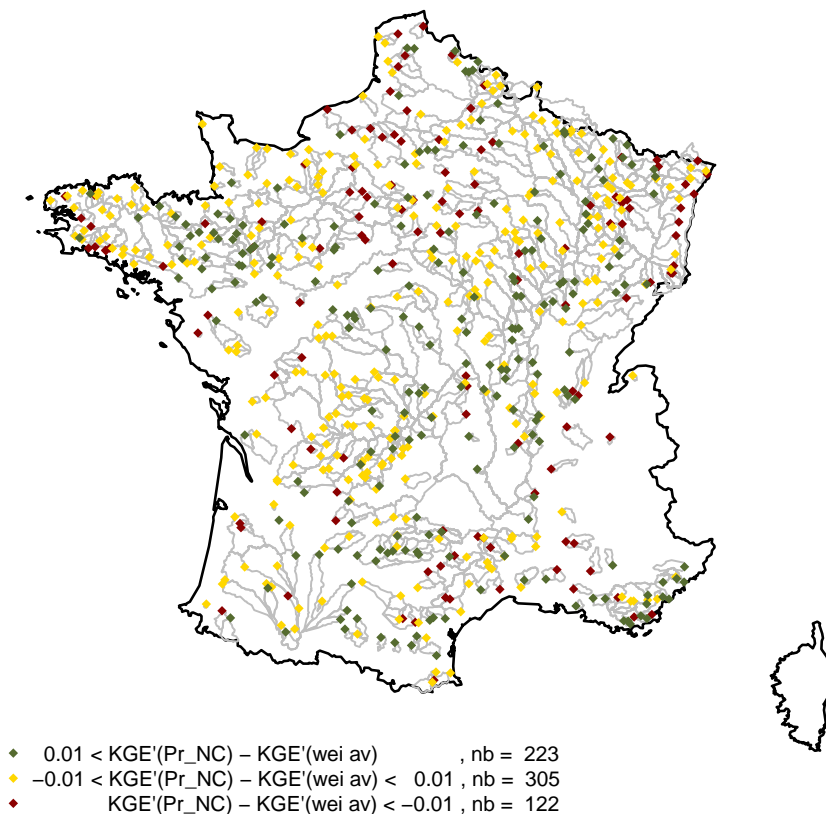 0.01 < KGE'(Pr_NC) − KGE'(wei av) , nb = 223
−0.01 < KGE'(Pr_NC) − KGE'(wei av) < 0.01 , nb = 305
KGE'(Pr_NC) − KGE'(wei av) < −0.01 , nb = 122